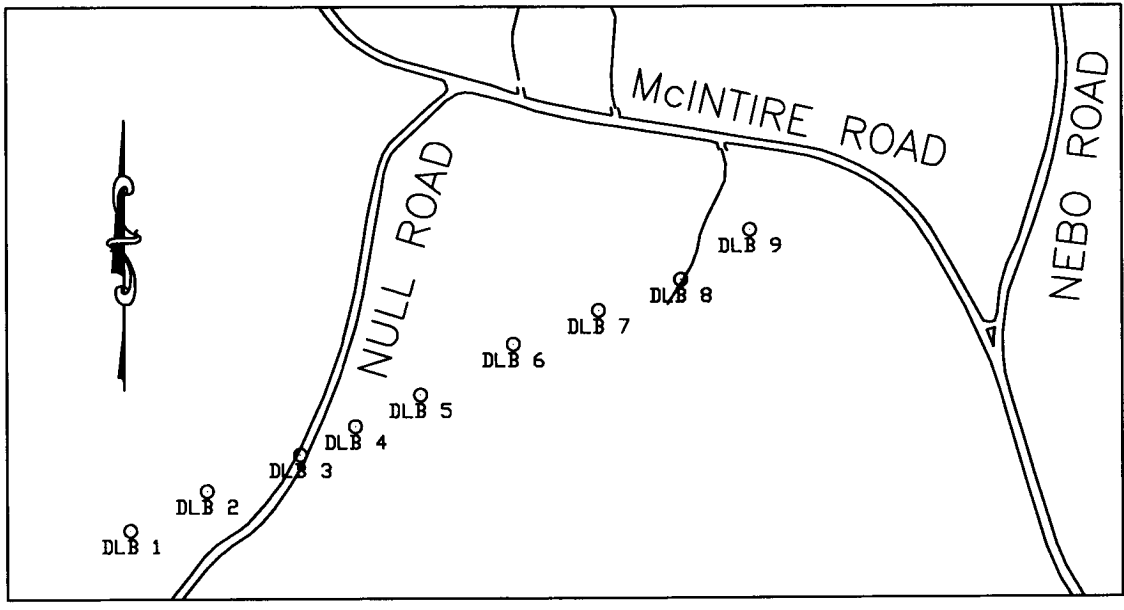 McINTIRE ROAD
NEBO ROAD
NULL ROAD
DLB 9
DLB 8
DLB 7
DLB 6
DLB 5
DLB 4
DLB 3
DLB 2
DLB 1